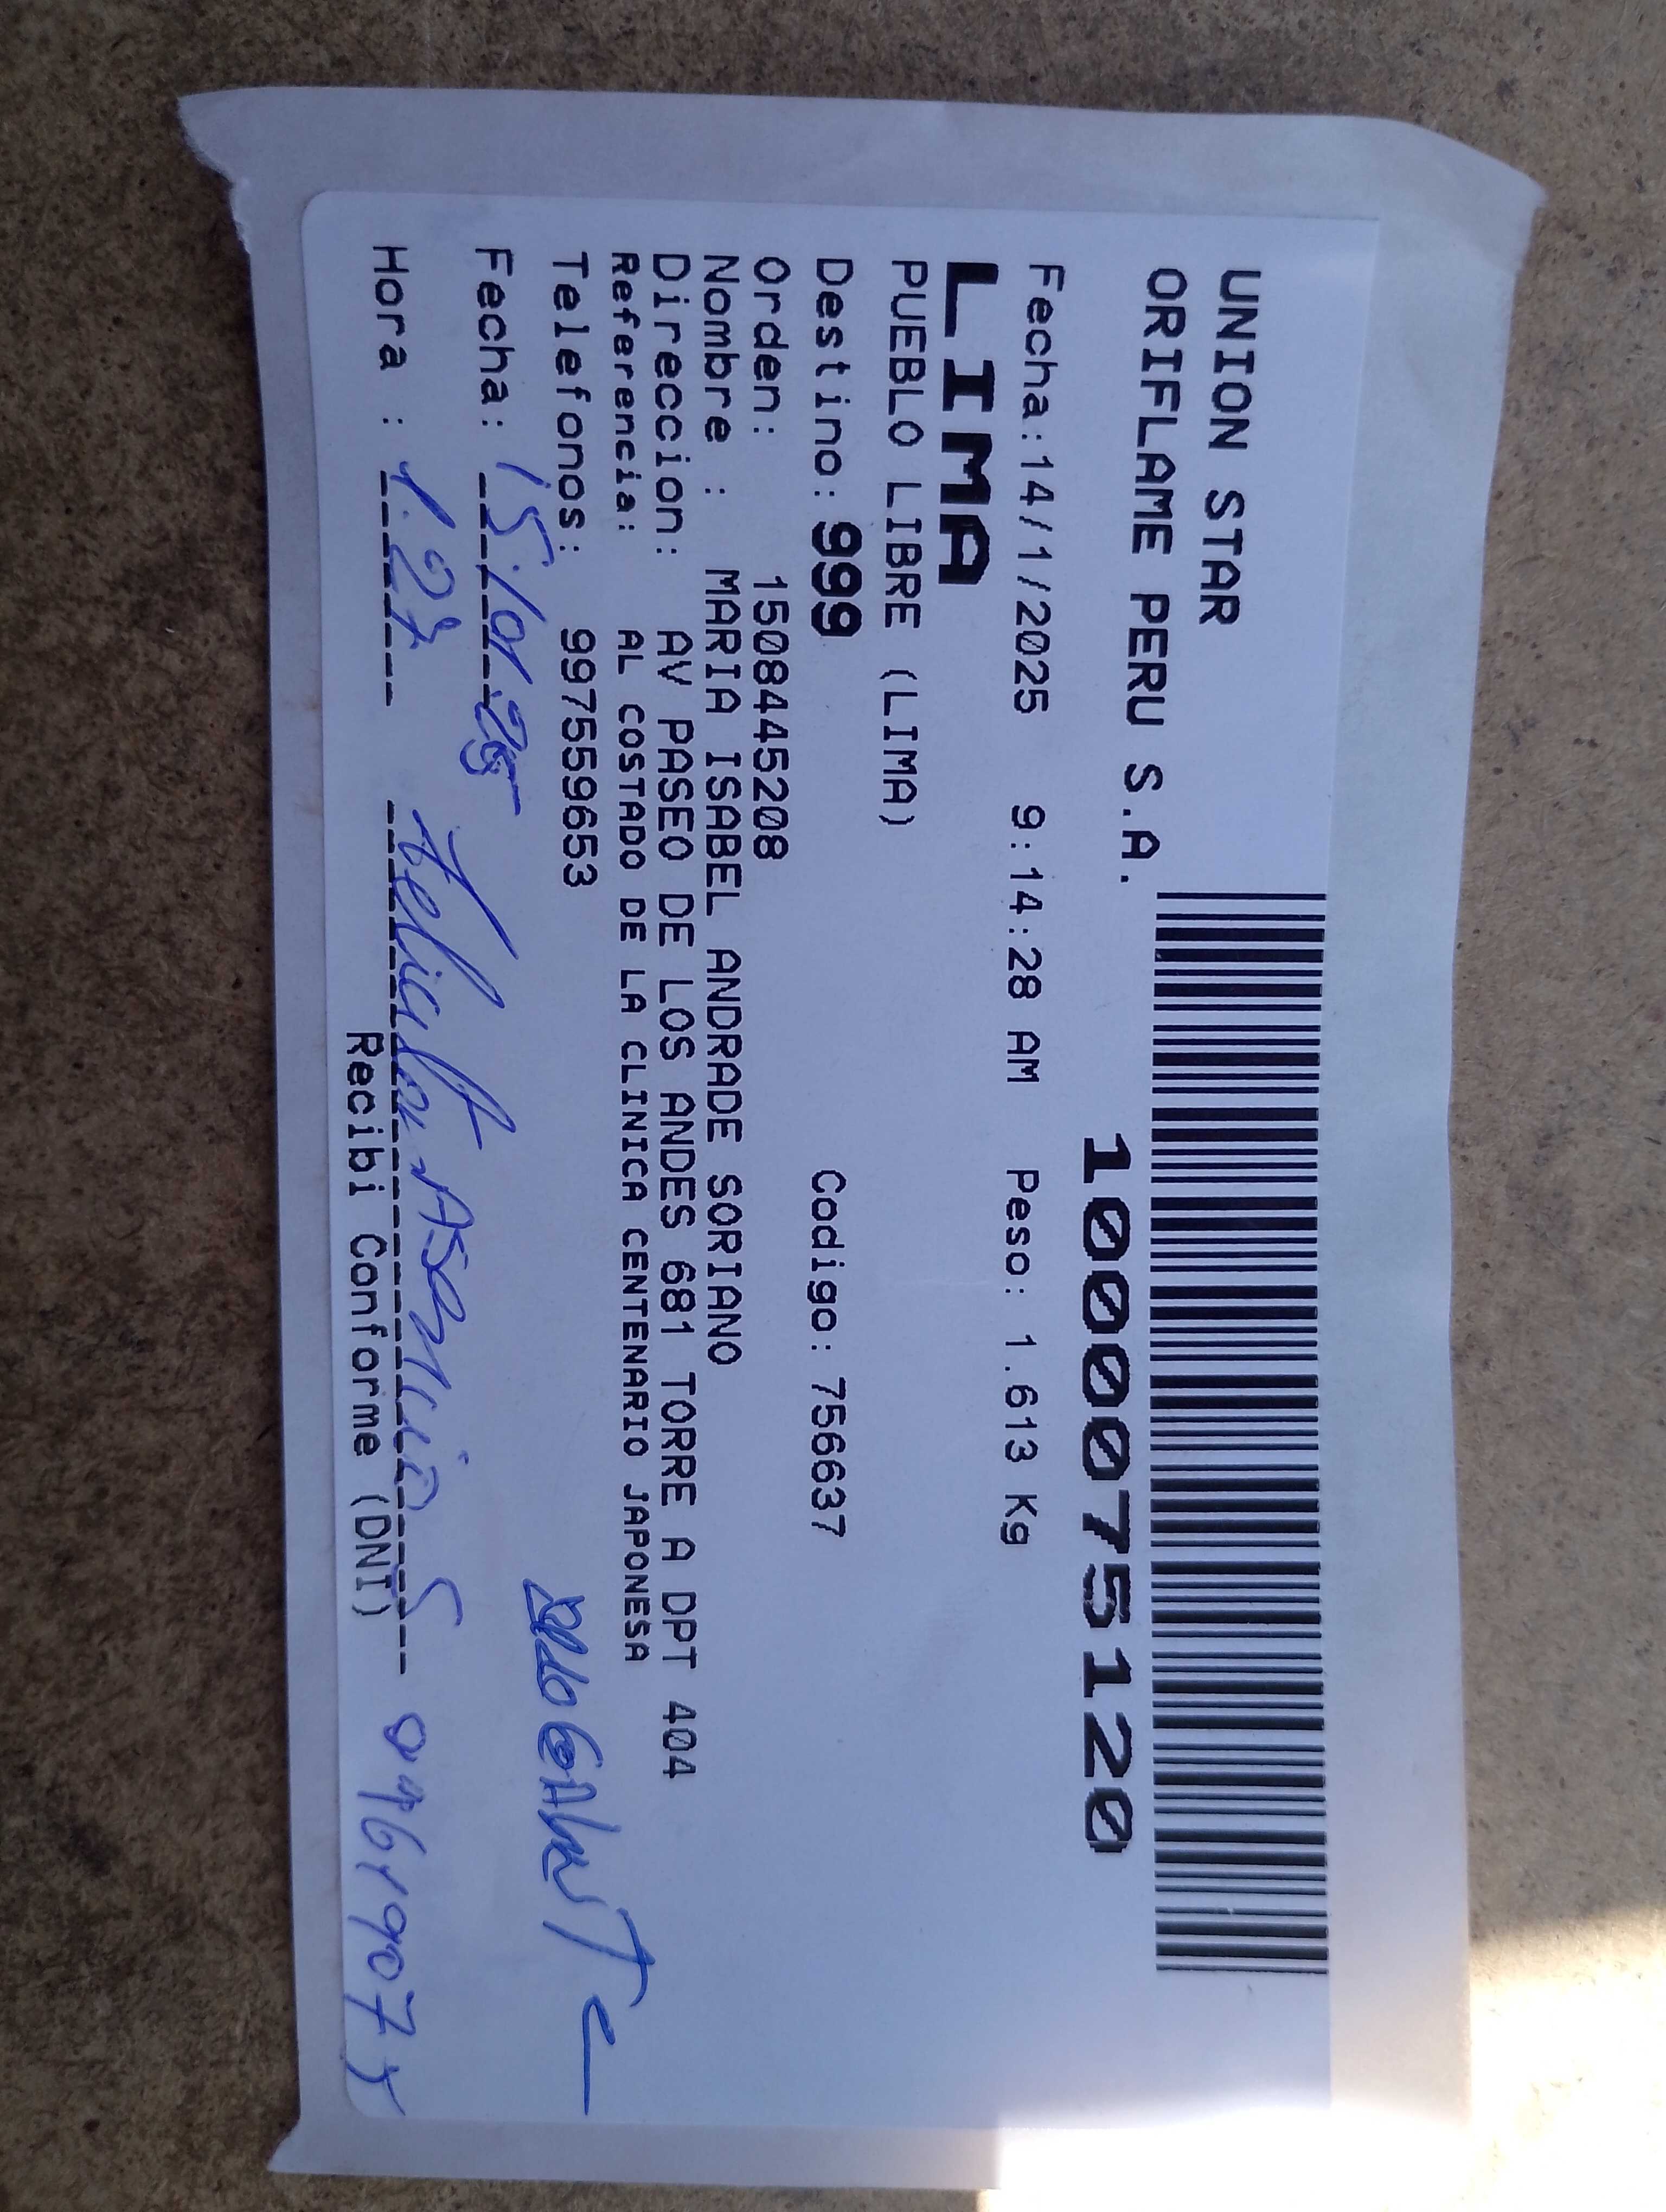 UNION STAR
ORIFLAME PERU S.A.
1000075120
Fecha:14/1/2025 9:14:28 AM Peso: 1.613 Kg
LIMA
PUEBLO LIBRE (LIMA)
Destino: 999 Codigo: 756637
Orden: 1508445208
Nombre : MARIA ISABEL ANDRADE SORIANO
Direccion: AV PASEO DE LOS ANDES 681 TORRE A DPT 404
Referencia: AL COSTADO DE LA CLINICA CENTENARIO JAPONESA
Telefonos: 997559653
Fecha: 15/01/25
Hora : 1.27
Recibi Conforme (DNI)